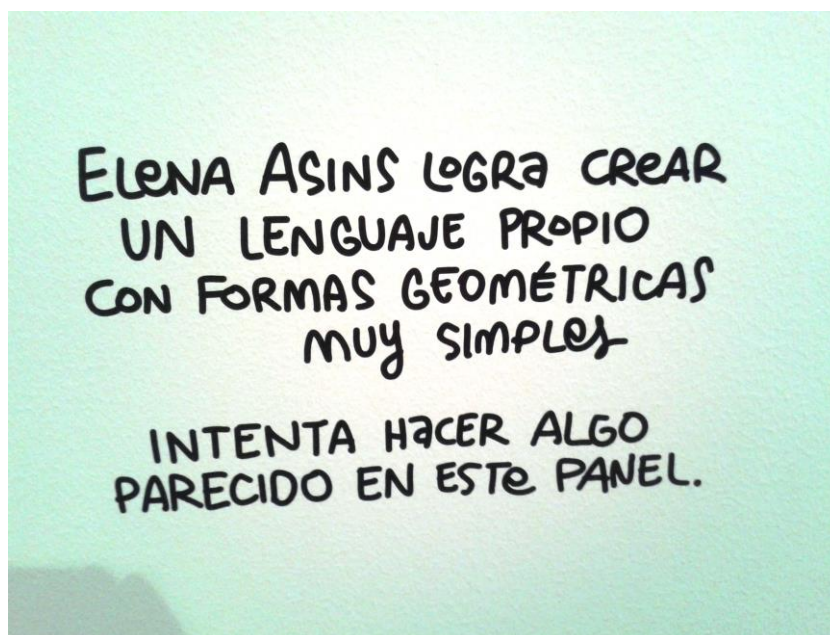 ELENA ASINS LOGRA CREAR
UN LENGUAJE PROPIO
CON FORMAS GEOMÉTRICAS
MUY SIMPLES
INTENTA HACER ALGO
PARECIDO EN ESTE PANEL.